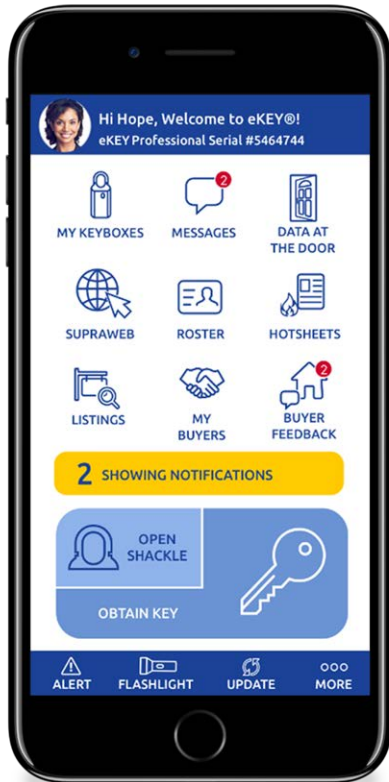 Hi Hope, Welcome to eKEY®!
eKEY Professional Serial #5464744
MY KEYBOXES
MESSAGES
2
DATA AT
THE DOOR
SUPRAWEB
ROSTER
HOTSHEETS
LISTINGS
MY
BUYERS
BUYER
FEEDBACK
2
2 SHOWING NOTIFICATIONS
OPEN
SHACKLE
OBTAIN KEY
ALERT
FLASHLIGHT
UPDATE
MORE